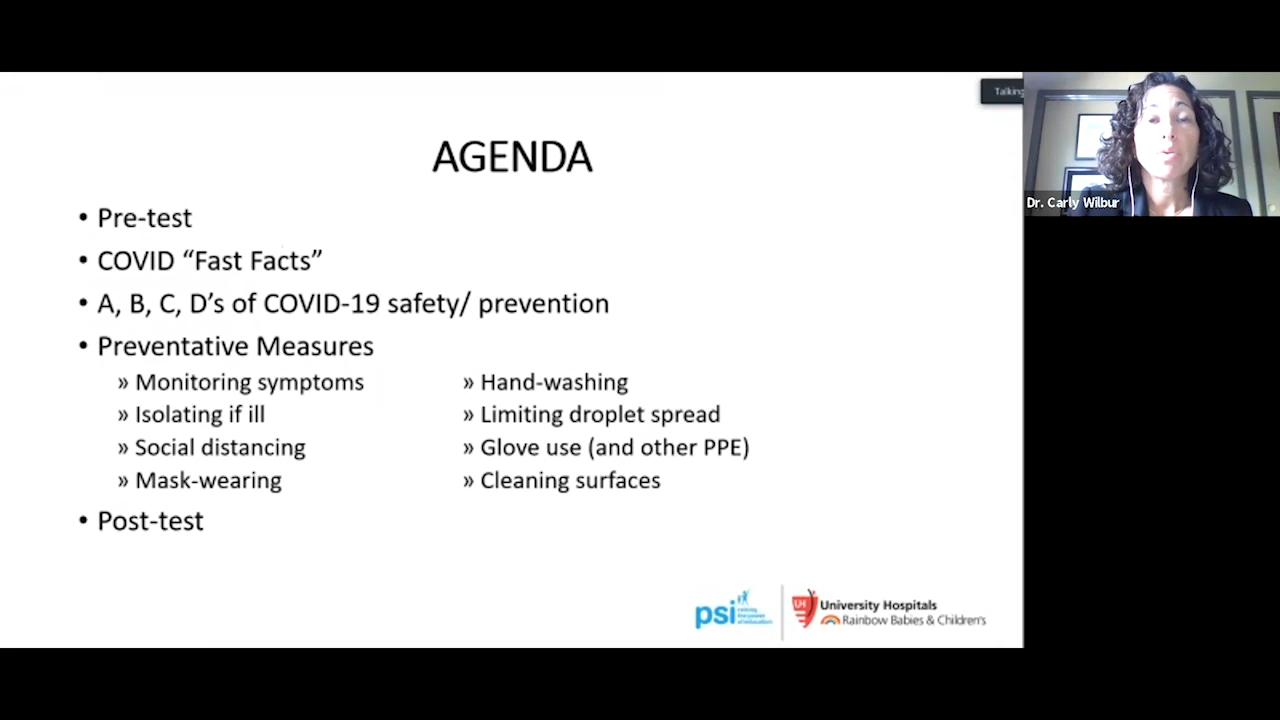 Talking
AGENDA
• Pre-test
• COVID “Fast Facts”
• A, B, C, D’s of COVID-19 safety/ prevention
• Preventative Measures
» Monitoring symptoms
» Isolating if ill
» Social distancing
» Mask-wearing
» Hand-washing
» Limiting droplet spread
» Glove use (and other PPE)
» Cleaning surfaces
• Post-test
psi
UH
University Hospitals
Rainbow Babies & Children's
Dr. Carly Wilbur